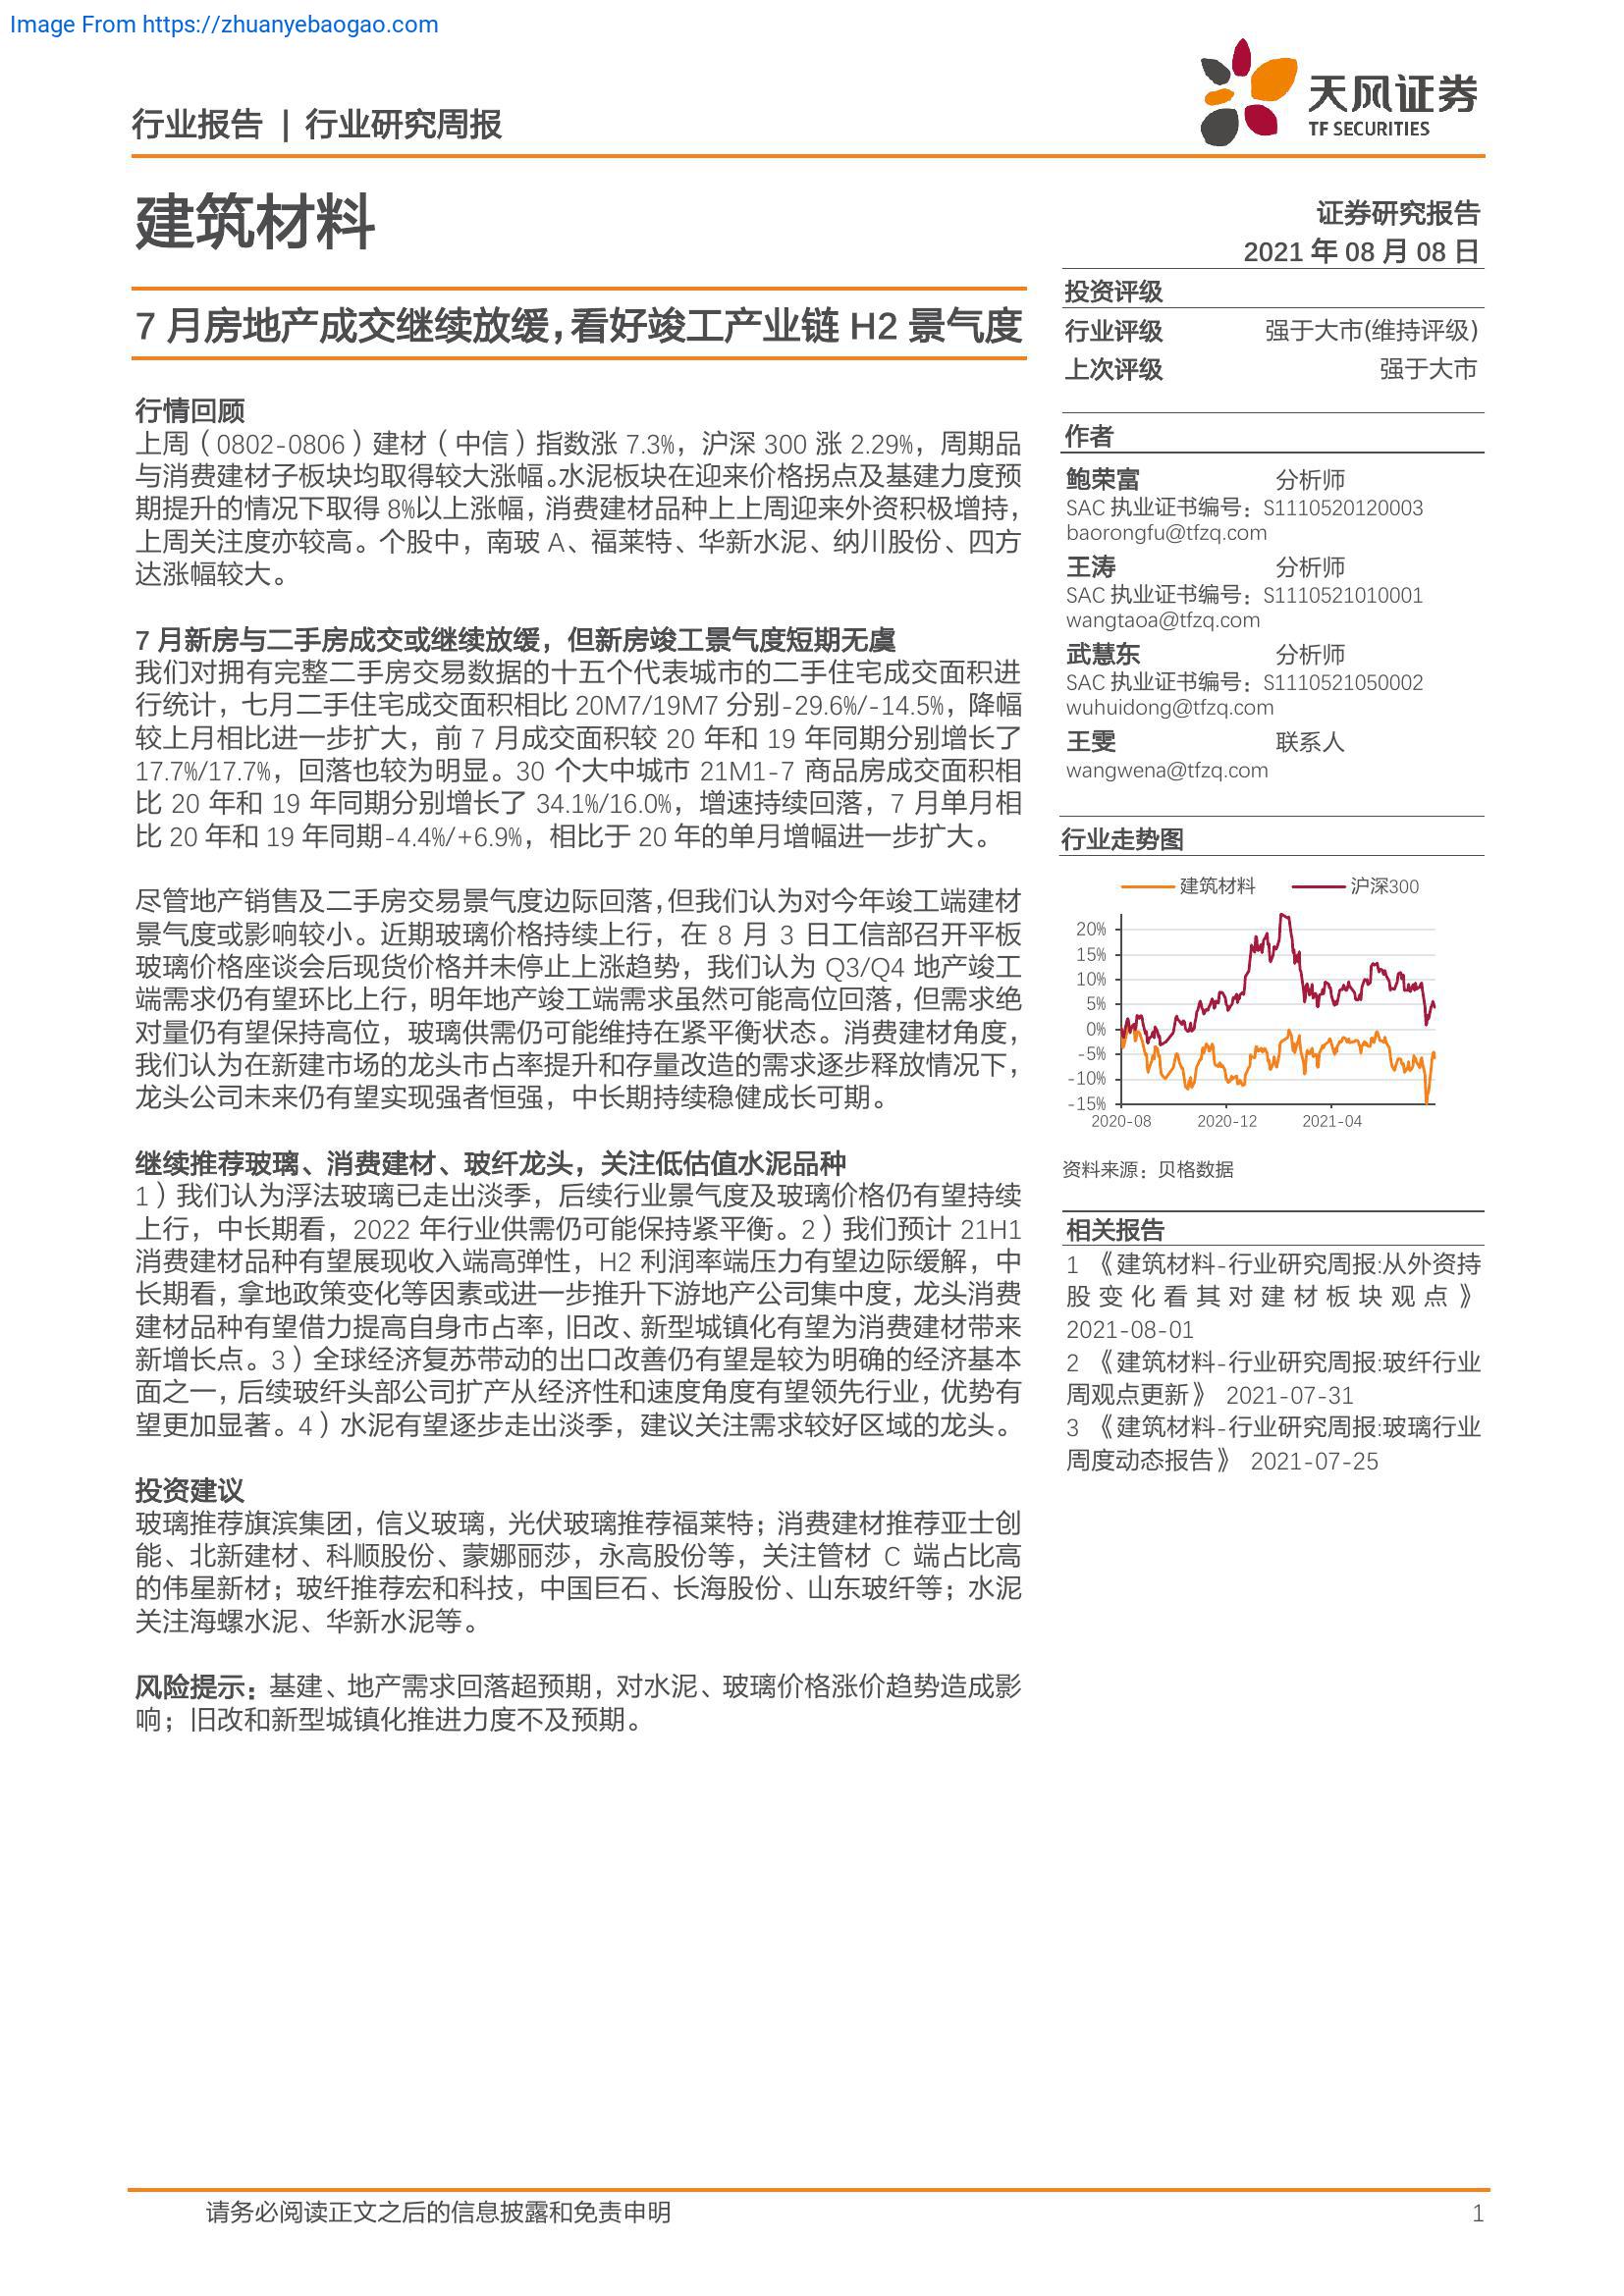 Image From https://zhuanyebaogao.com
行业报告 | 行业研究周报
天风证券
TF SECURITIES
建筑材料
证券研究报告
2021 年 08 月 08 日
7 月房地产成交继续放缓，看好竣工产业链 H2 景气度
行情回顾
上周（0802-0806）建材（中信）指数涨 7.3%，沪深 300 涨 2.29%，周期品
与消费建材子板块均取得较大涨幅。水泥板块在迎来价格拐点及基建力度预
期提升的情况下取得 8%以上涨幅，消费建材品种上上周迎来外资积极增持，
上周关注度亦较高。个股中，南玻 A、福莱特、华新水泥、纳川股份、四方
达涨幅较大。
7 月新房与二手房成交或继续放缓，但新房竣工景气度短期无虞
我们对拥有完整二手房交易数据的十五个代表城市的二手住宅成交面积进
行统计，七月二手住宅成交面积相比 20M7/19M7 分别-29.6%/-14.5%，降幅
较上月相比进一步扩大，前 7 月成交面积较 20 年和 19 年同期分别增长了
17.7%/17.7%，回落也较为明显。30 个大中城市 21M1-7 商品房成交面积相
比 20 年和 19 年同期分别增长了 34.1%/16.0%，增速持续回落，7 月单月相
比 20 年和 19 年同期-4.4%/+6.9%，相比于 20 年的单月增幅进一步扩大。
尽管地产销售及二手房交易景气度边际回落，但我们认为对今年竣工端建材
景气度或影响较小。近期玻璃价格持续上行，在 8 月 3 日工信部召开平板
玻璃价格座谈会后现货价格并未停止上涨趋势，我们认为 Q3/Q4 地产竣工
端需求仍有望环比上行，明年地产竣工端需求虽然可能高位回落，但需求绝
对量仍有望保持高位，玻璃供需仍可能维持在紧平衡状态。消费建材角度，
我们认为在新建市场的龙头市占率提升和存量改造的需求逐步释放情况下，
龙头公司未来仍有望实现强者恒强，中长期持续稳健成长可期。
继续推荐玻璃、消费建材、玻纤龙头，关注低估值水泥品种
1）我们认为浮法玻璃已走出淡季，后续行业景气度及玻璃价格仍有望持续
上行，中长期看，2022 年行业供需仍可能保持紧平衡。2）我们预计 21H1
消费建材品种有望展现收入端高弹性，H2 利润率端压力有望边际缓解，中
长期看，拿地政策变化等因素或进一步推升下游地产公司集中度，龙头消费
建材品种有望借力提高自身市占率，旧改、新型城镇化有望为消费建材带来
新增长点。3）全球经济复苏带动的出口改善仍有望是较为明确的经济基本
面之一，后续玻纤头部公司扩产从经济性和速度角度有望领先行业，优势有
望更加显著。4）水泥有望逐步走出淡季，建议关注需求较好区域的龙头。
投资建议
玻璃推荐旗滨集团，信义玻璃，光伏玻璃推荐福莱特；消费建材推荐亚士创
能、北新建材、科顺股份、蒙娜丽莎，永高股份等，关注管材 C 端占比高
的伟星新材；玻纤推荐宏和科技，中国巨石、长海股份、山东玻纤等；水泥
关注海螺水泥、华新水泥等。
风险提示：基建、地产需求回落超预期，对水泥、玻璃价格涨价趋势造成影
响；旧改和新型城镇化推进力度不及预期。
投资评级
行业评级 强于大市(维持评级)
上次评级 强于大市
作者
鲍荣富 分析师
SAC 执业证书编号：S1110520120003
baorongfu@tfzq.com
王涛 分析师
SAC 执业证书编号：S1110521010001
wangtaoa@tfzq.com
武慧东 分析师
SAC 执业证书编号：S1110521050002
wuhuidong@tfzq.com
王雯 联系人
wangwena@tfzq.com
行业走势图
建筑材料 沪深300
20%
15%
10%
5%
0%
-5%
-10%
-15%
2020-08 2020-12 2021-04
资料来源：贝格数据
相关报告
1 《建筑材料-行业研究周报:从外资持
股变化看其对建材板块观点》
2021-08-01
2 《建筑材料-行业研究周报:玻纤行业
周观点更新》 2021-07-31
3 《建筑材料-行业研究周报:玻璃行业
周度动态报告》 2021-07-25
请务必阅读正文之后的信息披露和免责申明 1